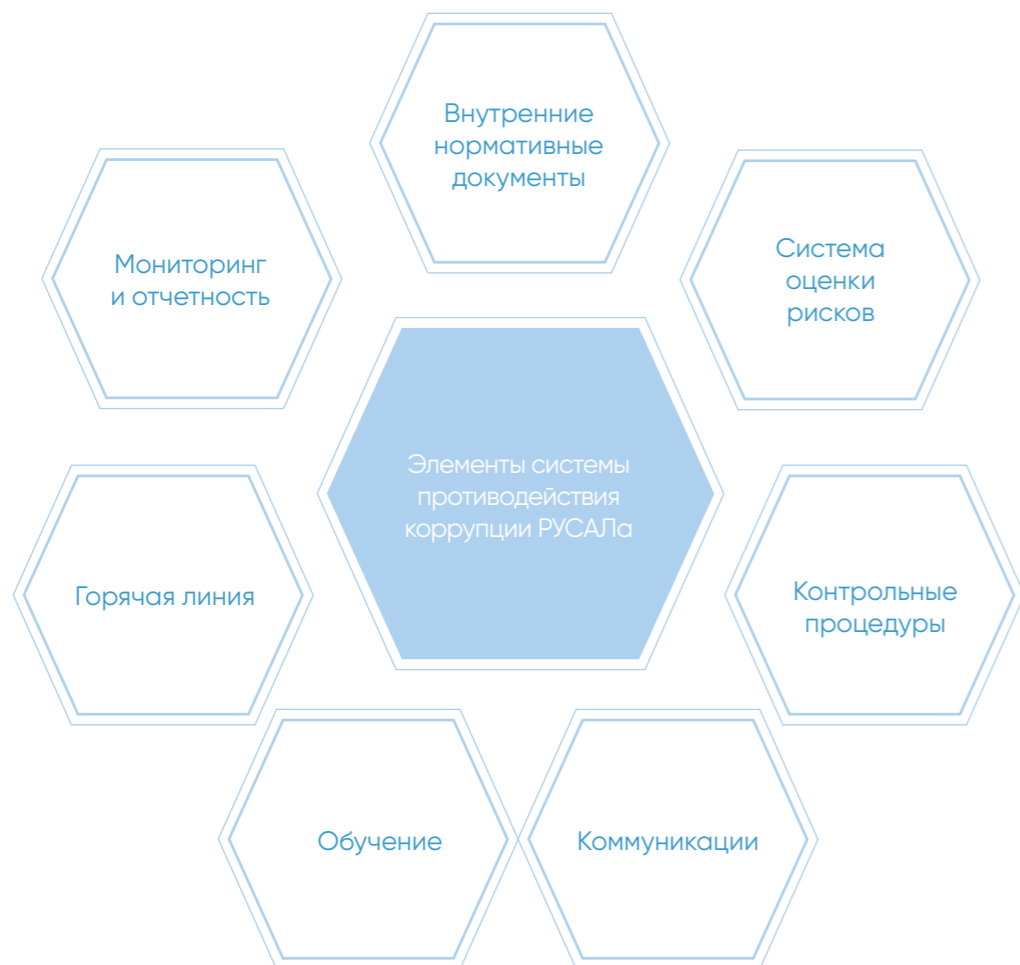 Внутренние
нормативные
документы
Мониторинг
и отчетность
Система
оценки
рисков
Элементы системы
противодействия
коррупции РУСАЛа
Горячая линия
Контрольные
процедуры
Обучение
Коммуникации